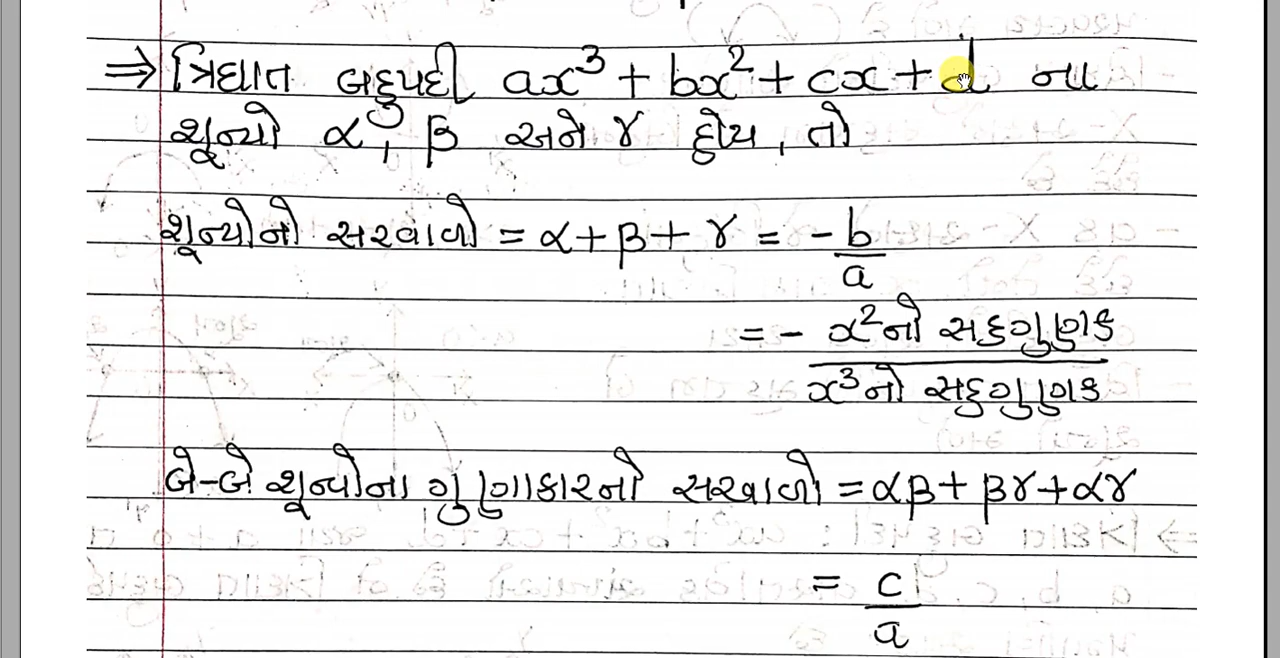 ⇒ ત્રિઘાત બહુપદી ax³ + bx² + cx + d ના
શૂન્યો α, β અને γ હોય, તો
શૂન્યોનો સરવાળો = α + β + γ = - b/a
= - x²નો સહગુણક / x³નો સહગુણક
બે-બે શૂન્યોના ગુણાકારનો સરવાળો = αβ + βγ + αγ
= c/a